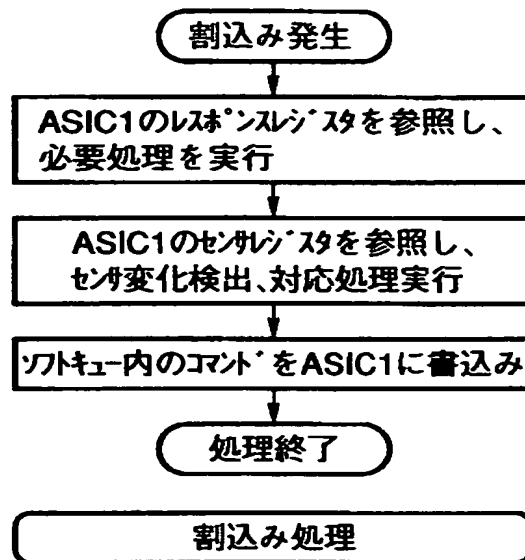 割込み発生
ASIC1のﾚｽﾎﾟﾝｽﾚｼﾞｽﾀを参照し、
必要処理を実行
ASIC1のｾﾝｻﾚｼﾞｽﾀを参照し、
ｾﾝｻ変化検出、対応処理実行
ｿﾌﾄｷｭｰ内のｺﾏﾝﾄﾞをASIC1に書込み
処理終了
割込み処理